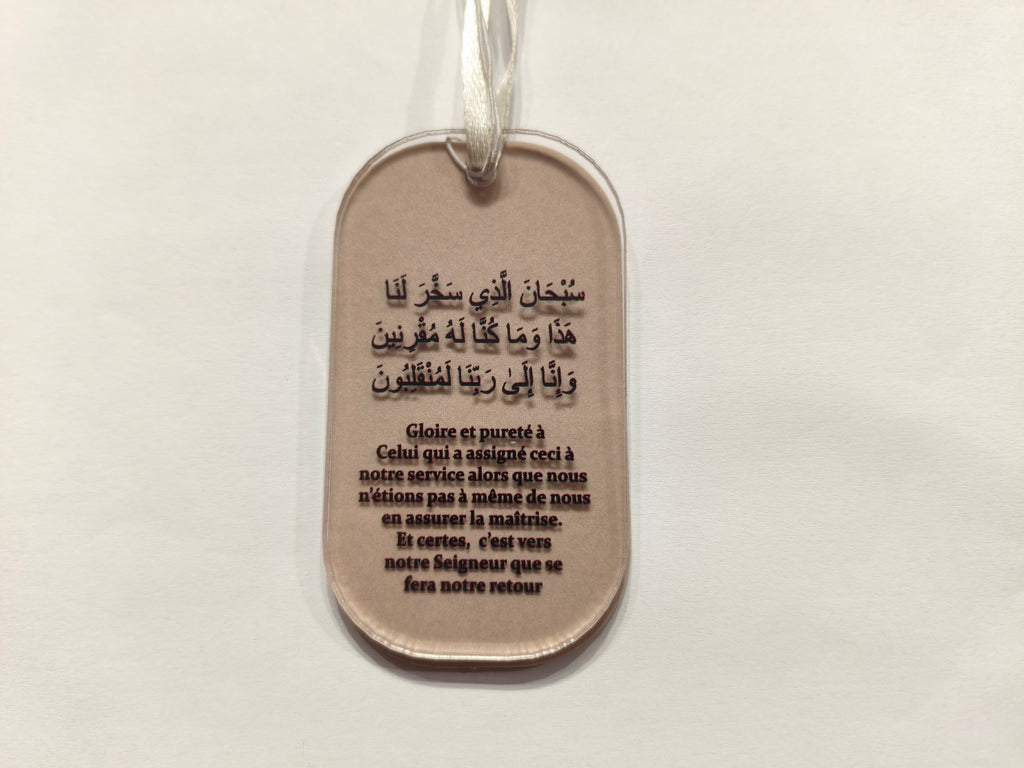 سُبْحَانَ الَّذِي سَخَّرَ لَنَا
هَذَا وَمَا كُنَّا لَهُ مُقْرِنِينَ
وَإِنَّا إِلَىٰ رَبِّنَا لَمُنْقَلِبُونَ
Gloire et pureté à
Celui qui a assigné ceci à
notre service alors que nous
n'étions pas à même de nous
en assurer la maîtrise.
Et certes, c'est vers
notre Seigneur que se
fera notre retour